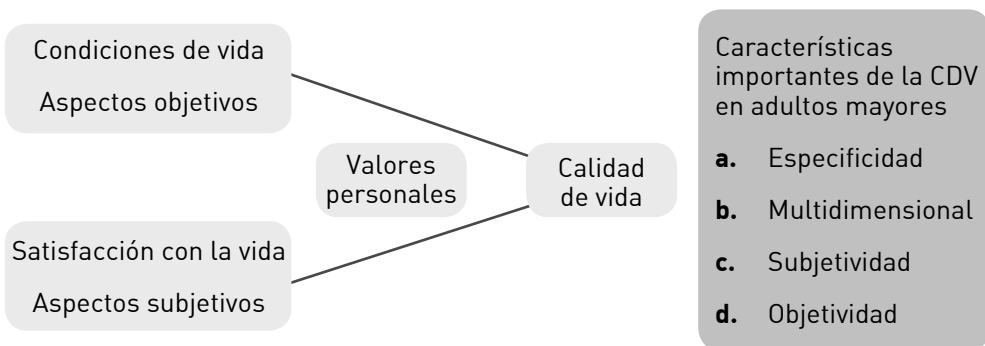 Condiciones de vida
Aspectos objetivos
Valores
personales
Calidad
de vida
Satisfacción con la vida
Aspectos subjetivos
Características
importantes de la CDV
en adultos mayores
a. Especificidad
b. Multidimensional
c. Subjetividad
d. Objetividad